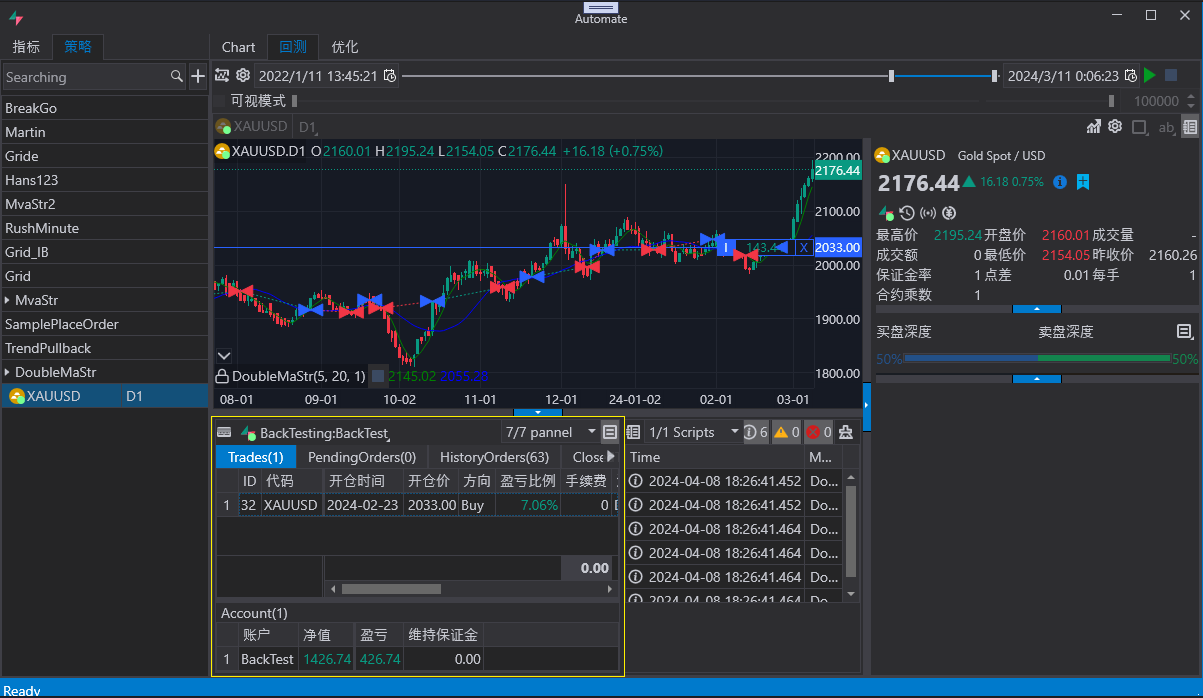 Automate
指标 策略
Chart 回测 优化
Searching
2022/1/11 13:45:21
2024/3/11 0:06:23
可视模式
100000
BreakGo
Martin
Gride
Hans123
MvaStr2
RushMinute
Grid_IB
Grid
MvaStr
SamplePlaceOrder
TrendPullback
DoubleMaStr
XAUUSD D1
XAUUSD D1
ab
XAUUSD.D1 O2160.01 H2195.24 L2154.05 C2176.44 +16.18 (+0.75%)
2200.00
2176.44
2100.00
I 143.4 X 2033.00
2000.00
1900.00
1800.00
DoubleMaStr(5, 20, 1) 2145.02 2055.20
08-01 09-01 10-02 11-01 12-01 24-01-02 02-01 03-01
XAUUSD Gold Spot / USD
2176.44 16.18 0.75%
最高价 2195.24 开盘价 2160.01 成交量 -
成交额 0 最低价 2154.05 昨收价 2160.26
保证金率 1 点差 0.01 每手 1
合约乘数 1
买盘深度 卖盘深度
50% 50%
BackTesting:BackTest 7/7 pannel
Trades(1) PendingOrders(0) HistoryOrders(63) Close
ID 代码 开仓时间 开仓价 方向 盈亏比例 手续费
1 32 XAUUSD 2024-02-23 2033.00 Buy 7.06% 0
0.00
Account(1)
账户 净值 盈亏 维持保证金
1 BackTest 1426.74 426.74 0.00
1/1 Scripts 6 0 0
Time M...
2024-04-08 18:26:41.452 Do...
2024-04-08 18:26:41.452 Do...
2024-04-08 18:26:41.464 Do...
2024-04-08 18:26:41.464 Do...
2024-04-08 18:26:41.464 Do...
2024-04-08 18:26:41.464 Do...
Ready